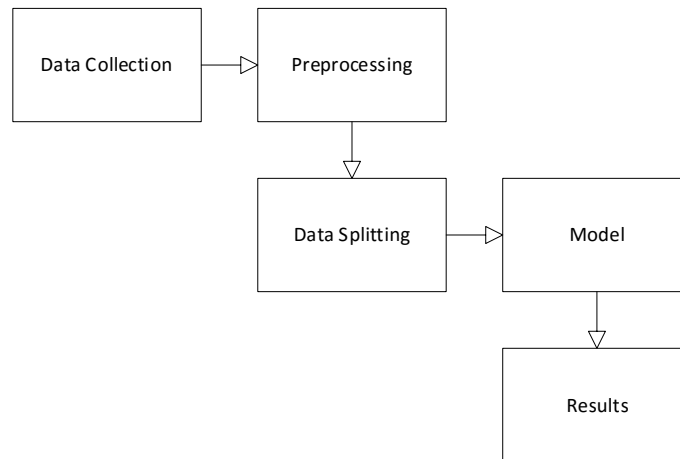 Data Collection
Preprocessing
Data Splitting
Model
Results